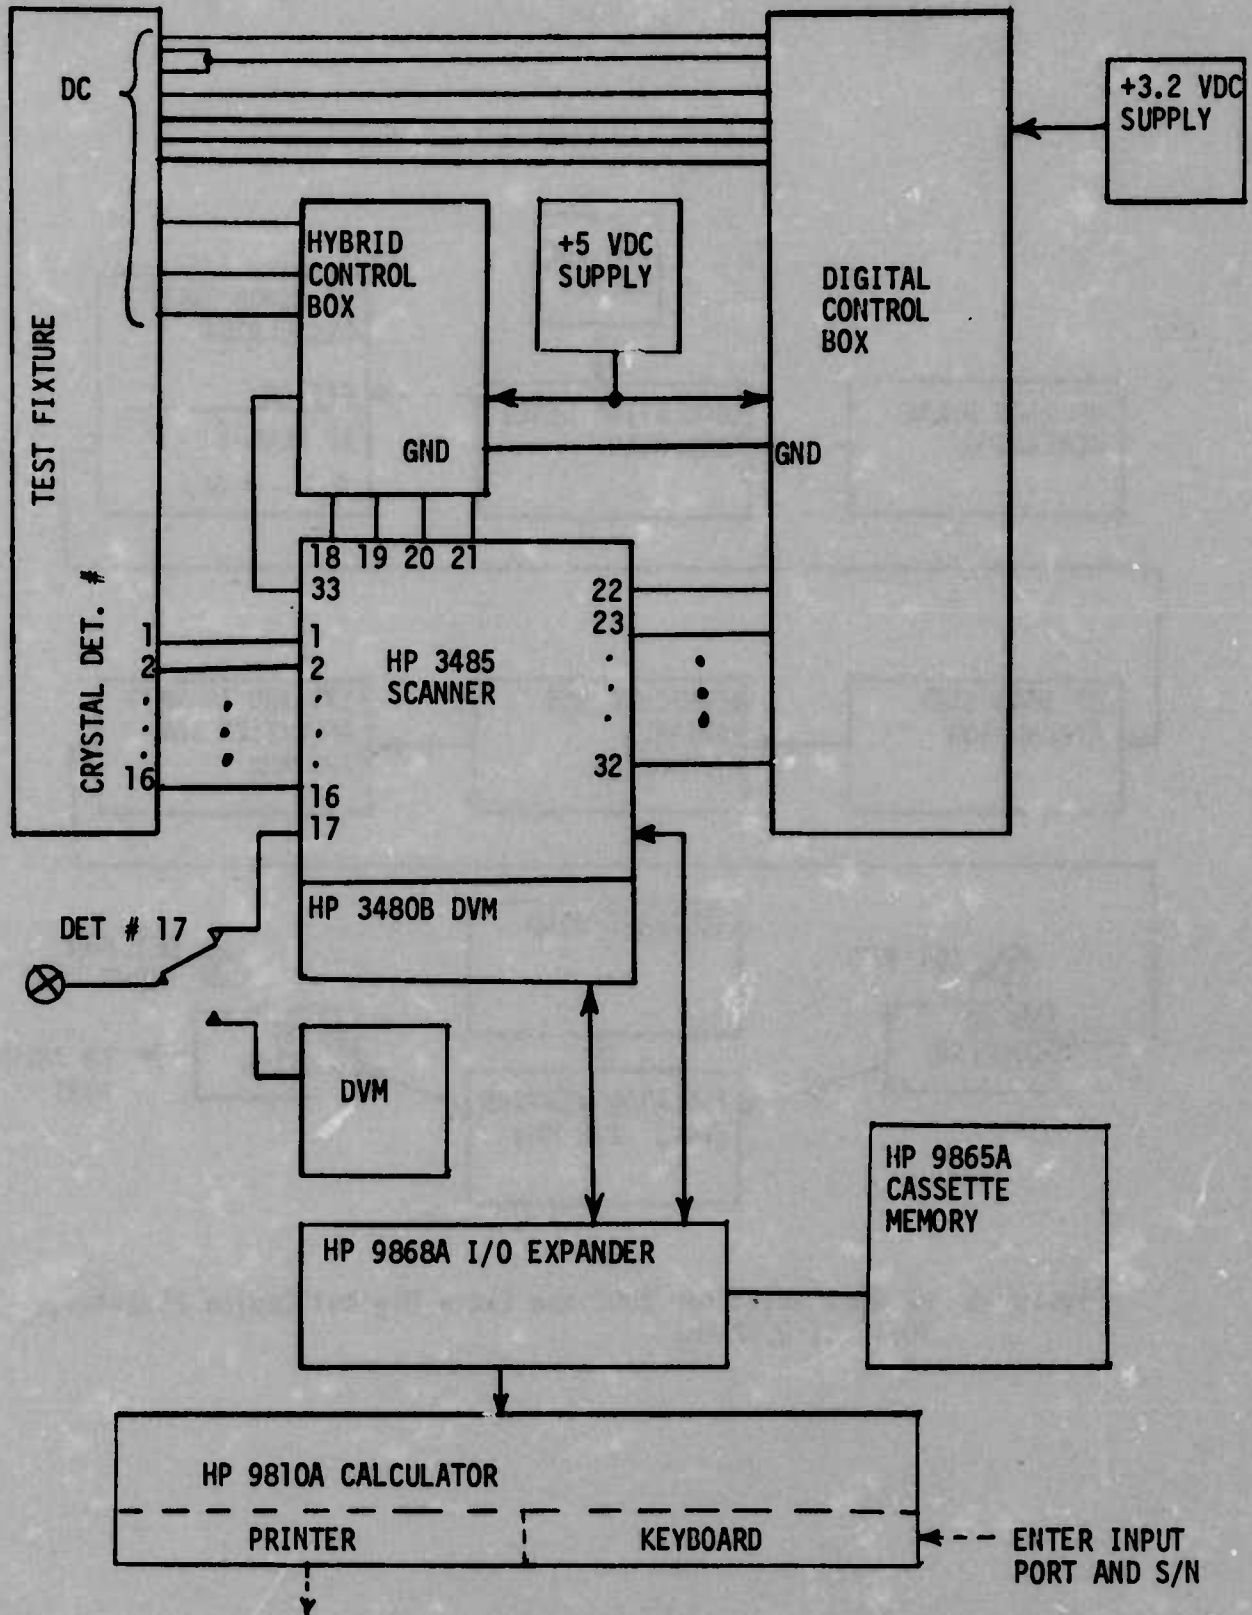 DC
+3.2 VDC
SUPPLY
HYBRID
CONTROL
BOX
+5 VDC
SUPPLY
DIGITAL
CONTROL
BOX
TEST FIXTURE
GND
GND
18 19 20 21
33
22
23
CRYSTAL DET. #
1
1
2
2
HP 3485
SCANNER
.
.
.
.
.
.
.
.
.
16
16
32
17
HP 3480B DVM
DET # 17
DVM
HP 9865A
CASSETTE
MEMORY
HP 9868A I/O EXPANDER
HP 9810A CALCULATOR
PRINTER
KEYBOARD
ENTER INPUT
PORT AND S/N